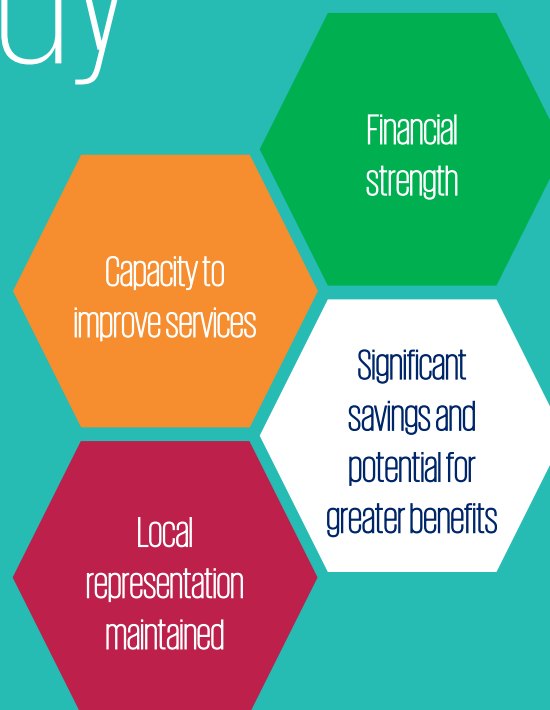 Financial
strength
Capacity to
improve services
Significant
savings and
potential for
greater benefits
Local
representation
maintained